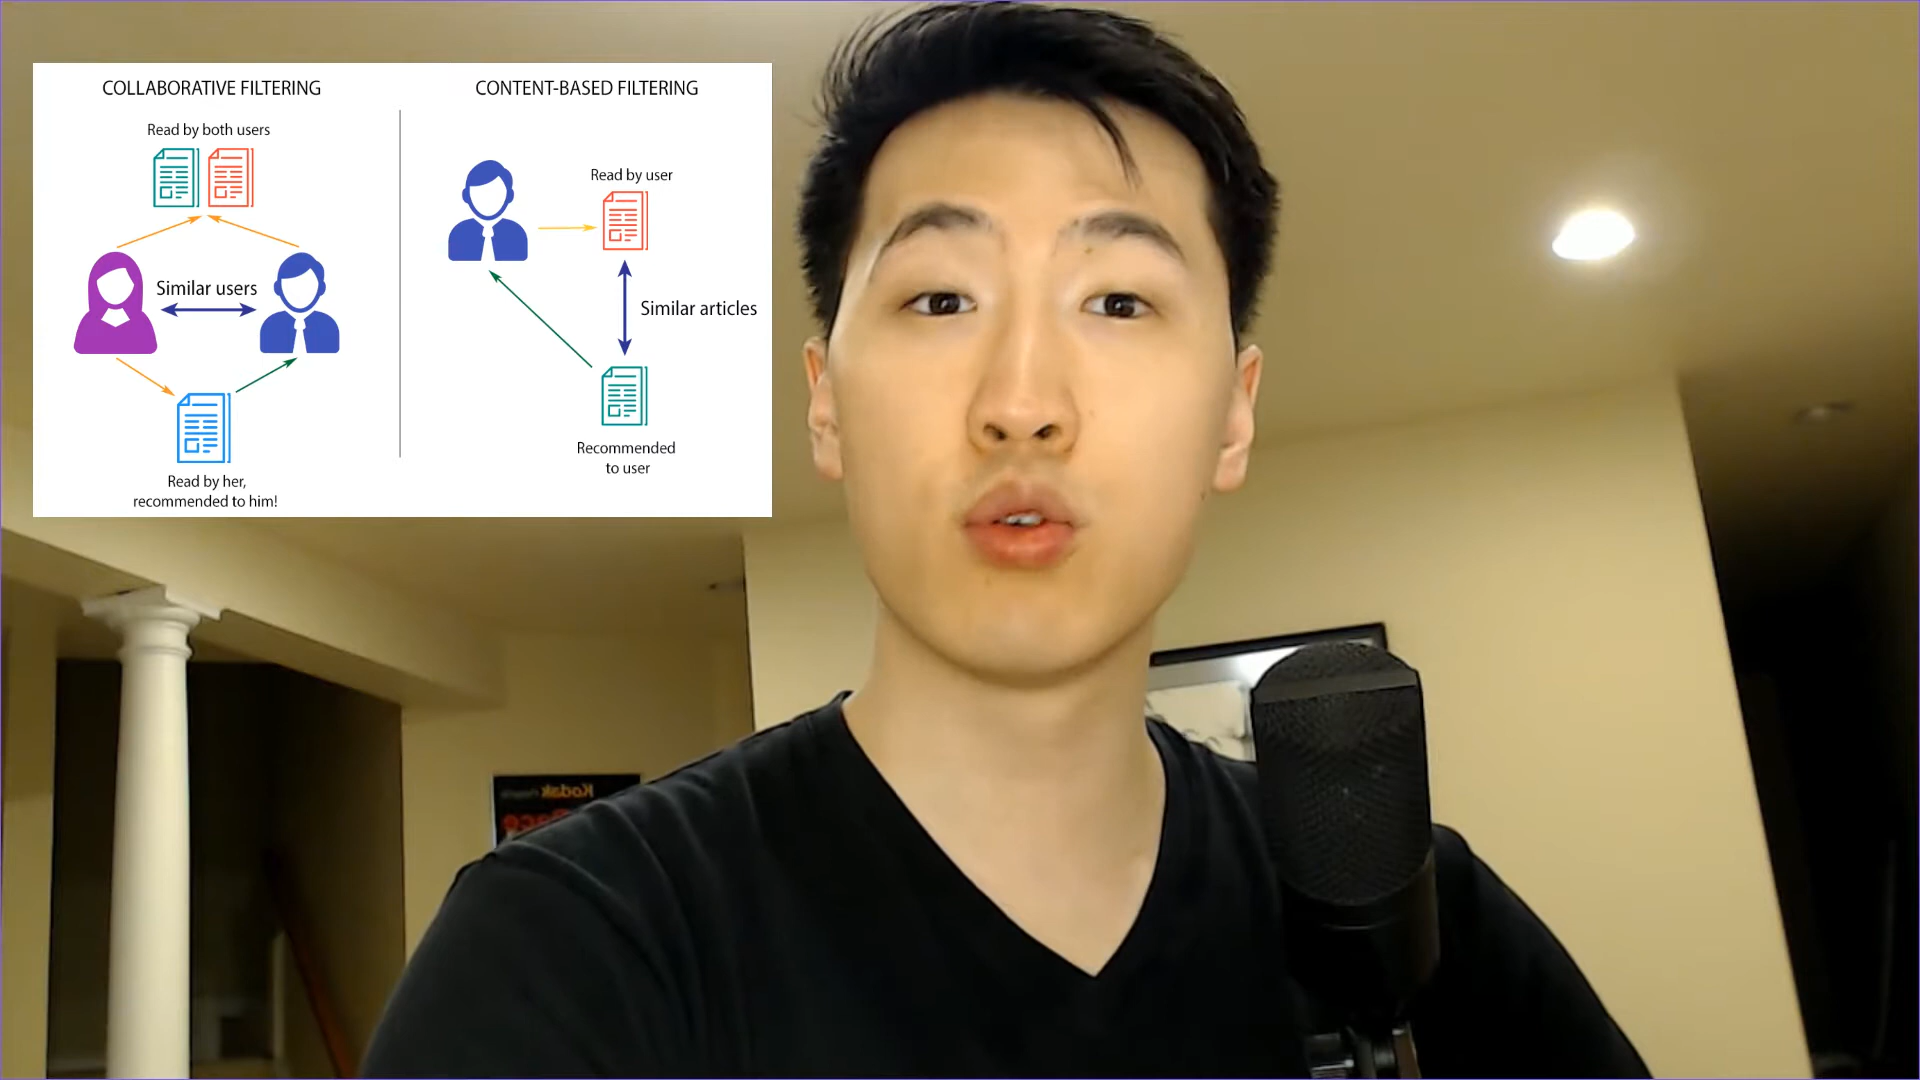 COLLABORATIVE FILTERING
Read by both users
Similar users
Read by her,
recommended to him!
CONTENT-BASED FILTERING
Read by user
Similar articles
Recommended
to user
Kodak